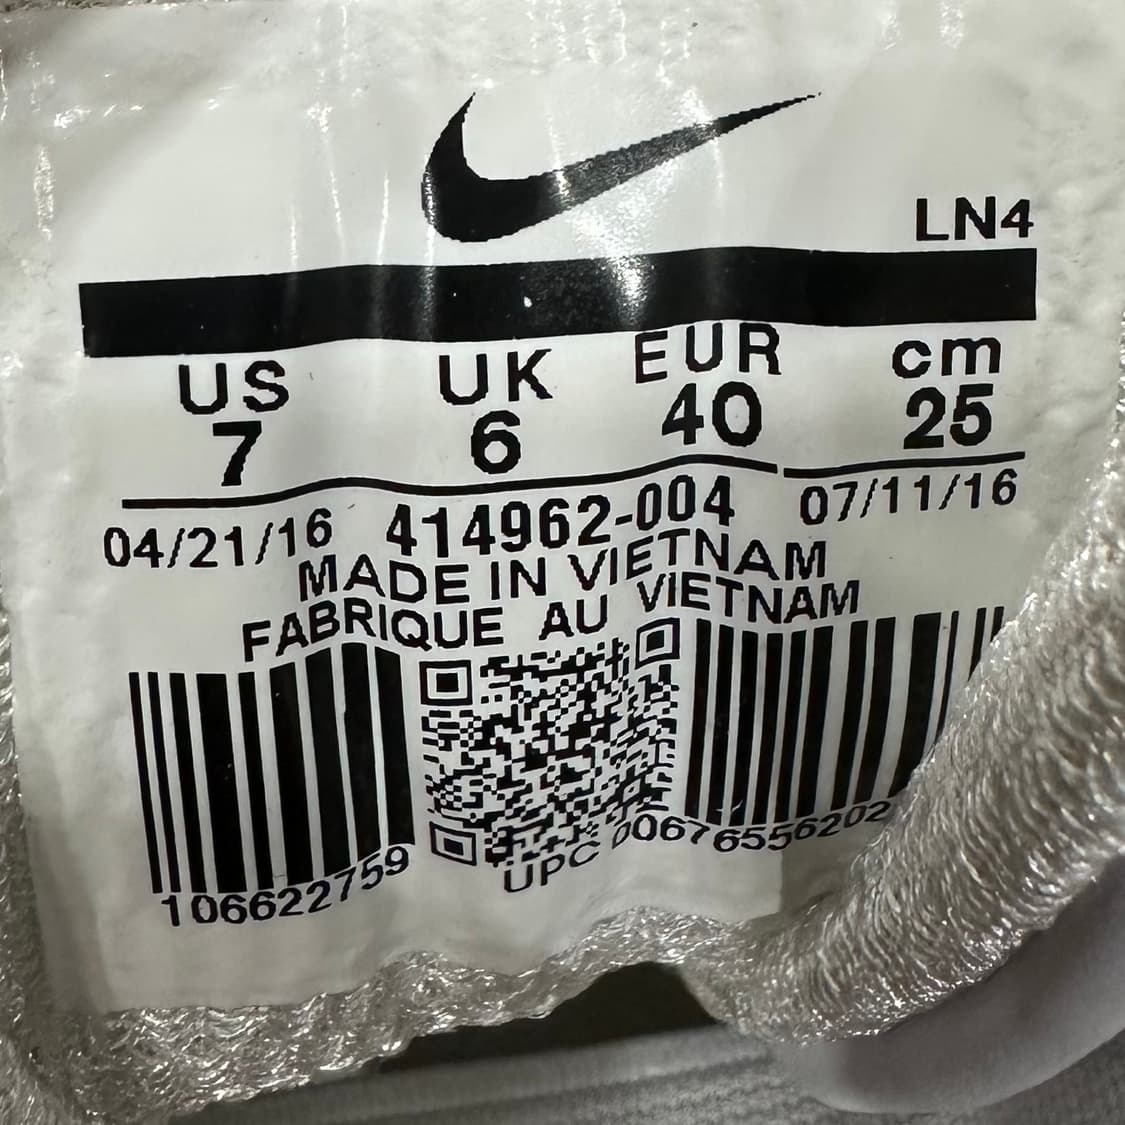 LN4
US UK EUR cm
7 6 40 25
04/21/16 414962-004 07/11/16
MADE IN VIETNAM
FABRIQUE AU VIETNAM
106622759 UPC 00676556202